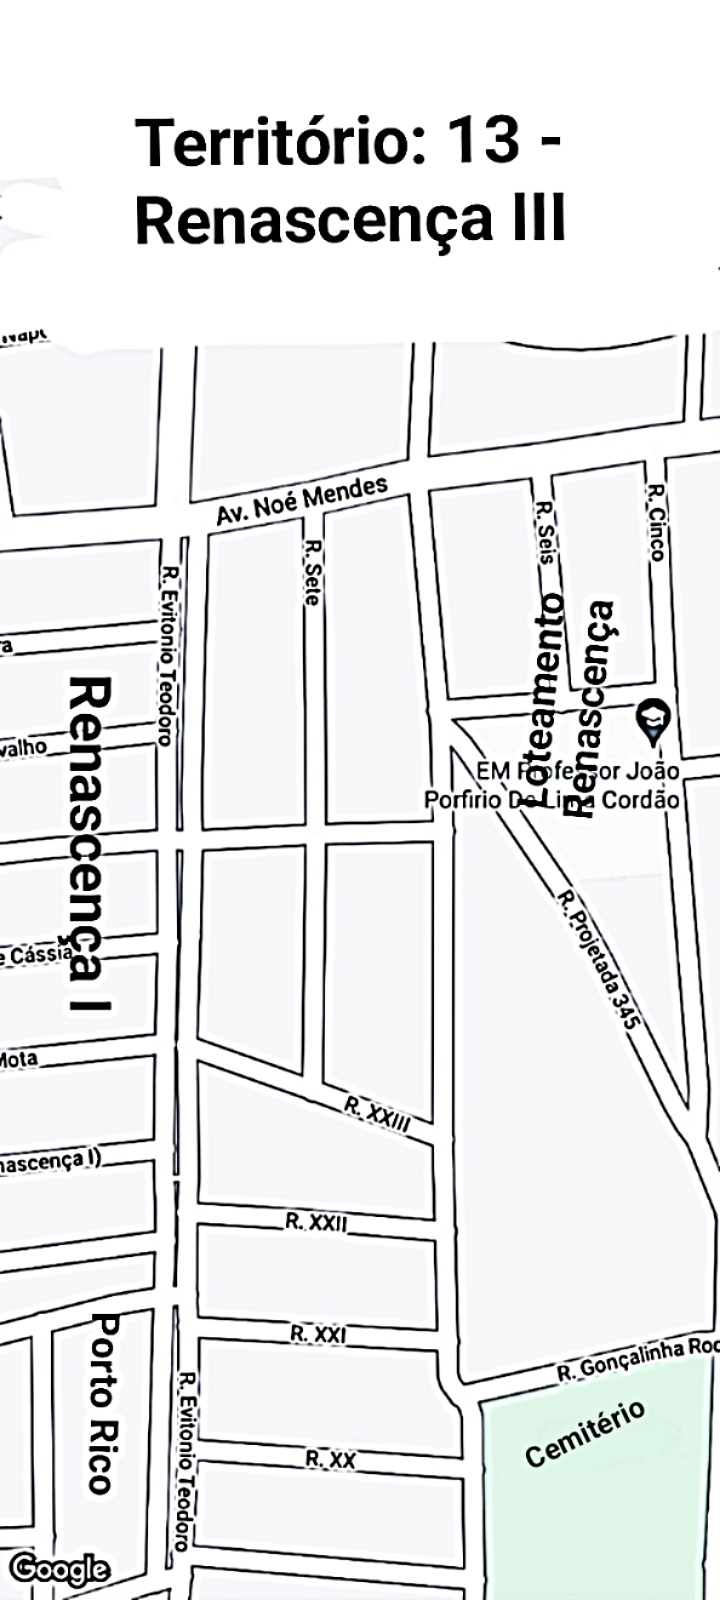 Território: 13 -
Renascença III
Av. Noé Mendes
R. Sete
R. Seis
R. Cinco
R. Evitonio Teodoro
Loteamento
Renascença
Renascença I
valho
EM Professor João
Porfirio De Lima Cordão
R. Projetada 345
e Cássia
Mota
R. XXIII
nascença I)
R. XXII
R. XXI
R. Gonçalinha Roc
Porto Rico
R. Evitonio Teodoro
Cemitério
R. XX
Google